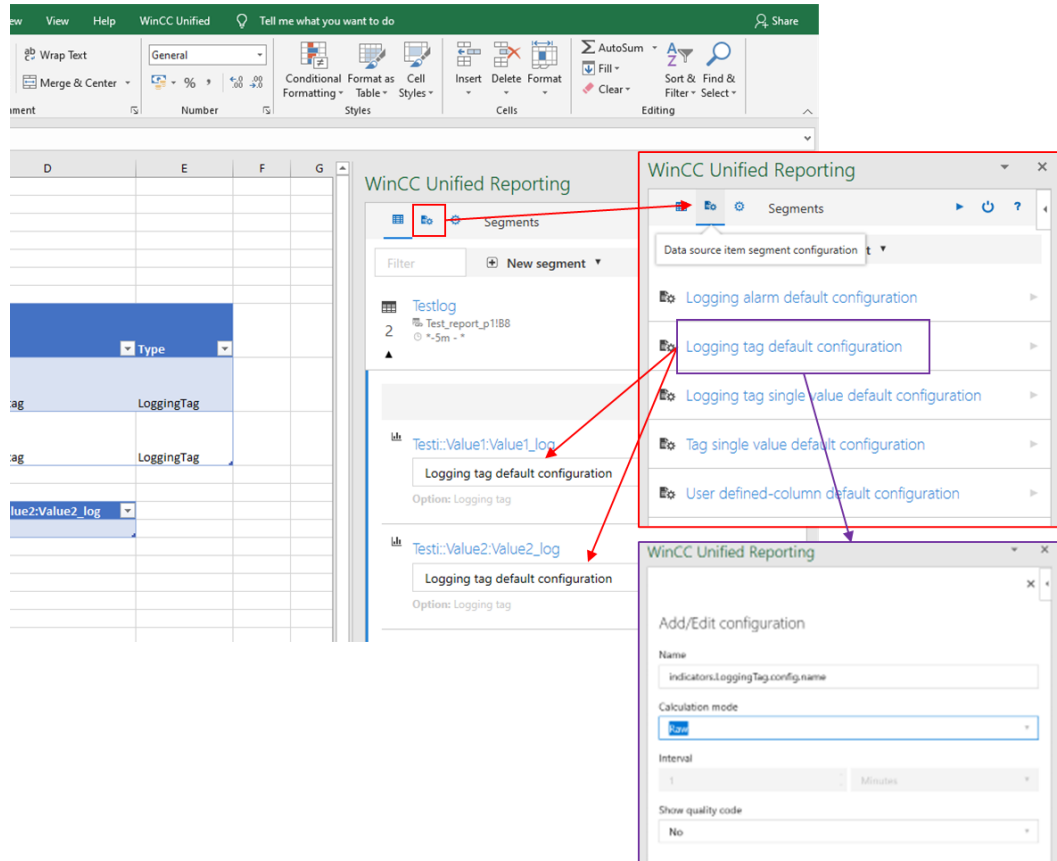 ew View Help WinCC Unified Tell me what you want to do Share
Wrap Text General AutoSum
Merge & Center % Fill
Clear
Conditional Formatting Format as Table Cell Styles Insert Delete Format Sort & Filter Find & Select
nment Number Styles Cells Editing
D E F G
Type
tag LoggingTag
tag LoggingTag
lue2:Value2_log
WinCC Unified Reporting
Segments
Filter New segment
Testlog
2 Test_report_p1!B8
*-5m - *
Testi::Value1:Value1_log
Logging tag default configuration
Option: Logging tag
Testi::Value2:Value2_log
Logging tag default configuration
Option: Logging tag
WinCC Unified Reporting
Segments ?
Data source item segment configuration t
Logging alarm default configuration
Logging tag default configuration
Logging tag single value default configuration
Tag single value default configuration
User defined-column default configuration
WinCC Unified Reporting
Add/Edit configuration
Name
indicators.LoggingTag.config.name
Calculation mode
Raw
Interval
1 Minutes
Show quality code
No